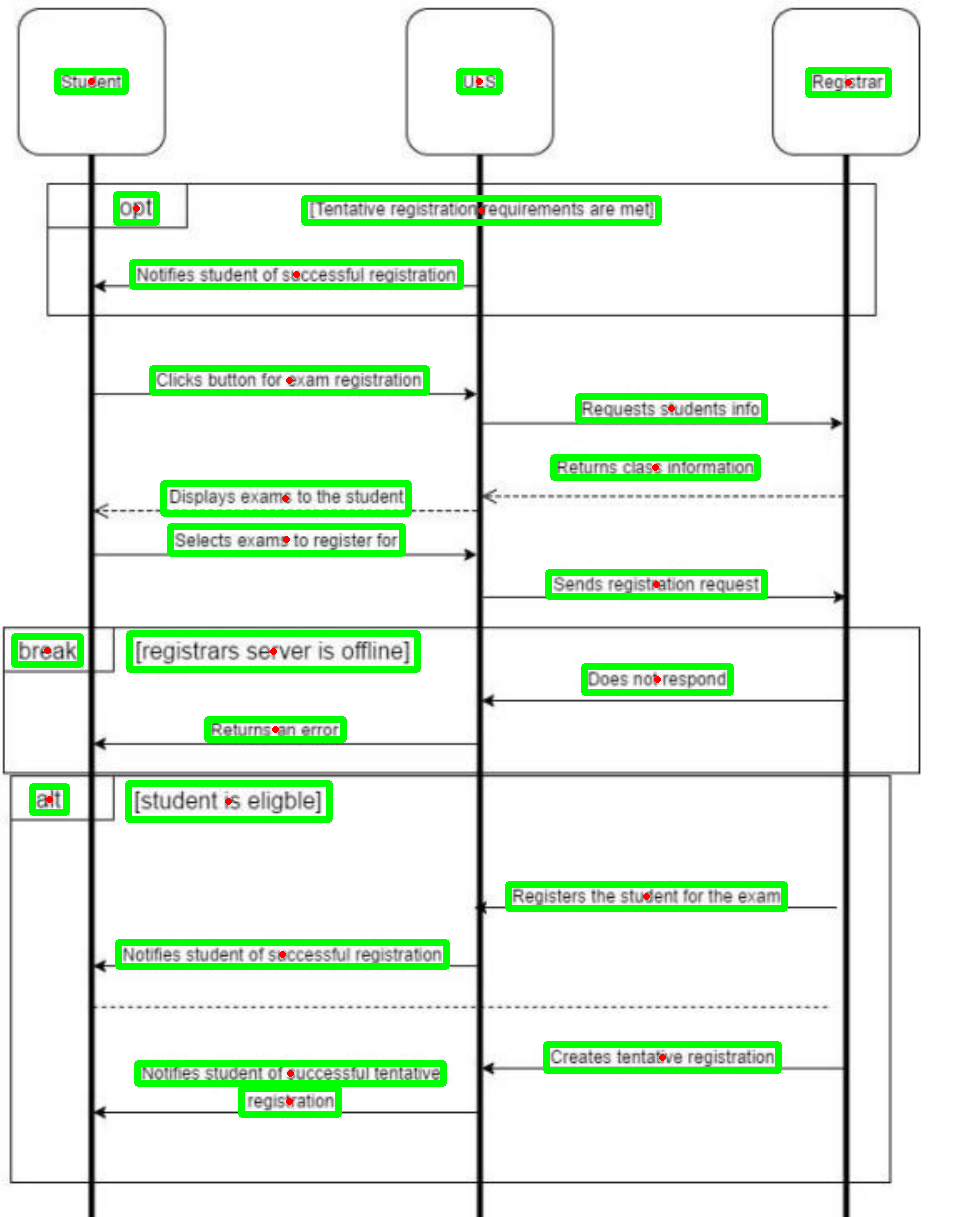 Student
Registrar
opt
[Tentative registration requirements are met]
Notifies student of successful registration
Clicks button for exam registration
Requests students info
Returns class information
Displays exams to the student
Selects exams to register for
Sends registration request
break
[registrars server is offline]
Does not respond
Returns an error
alt
[student is eligble]
Registers the student for the exam
Notifies student of successful registration
Creates tentative registration
Notifies student of successful tentative
registration